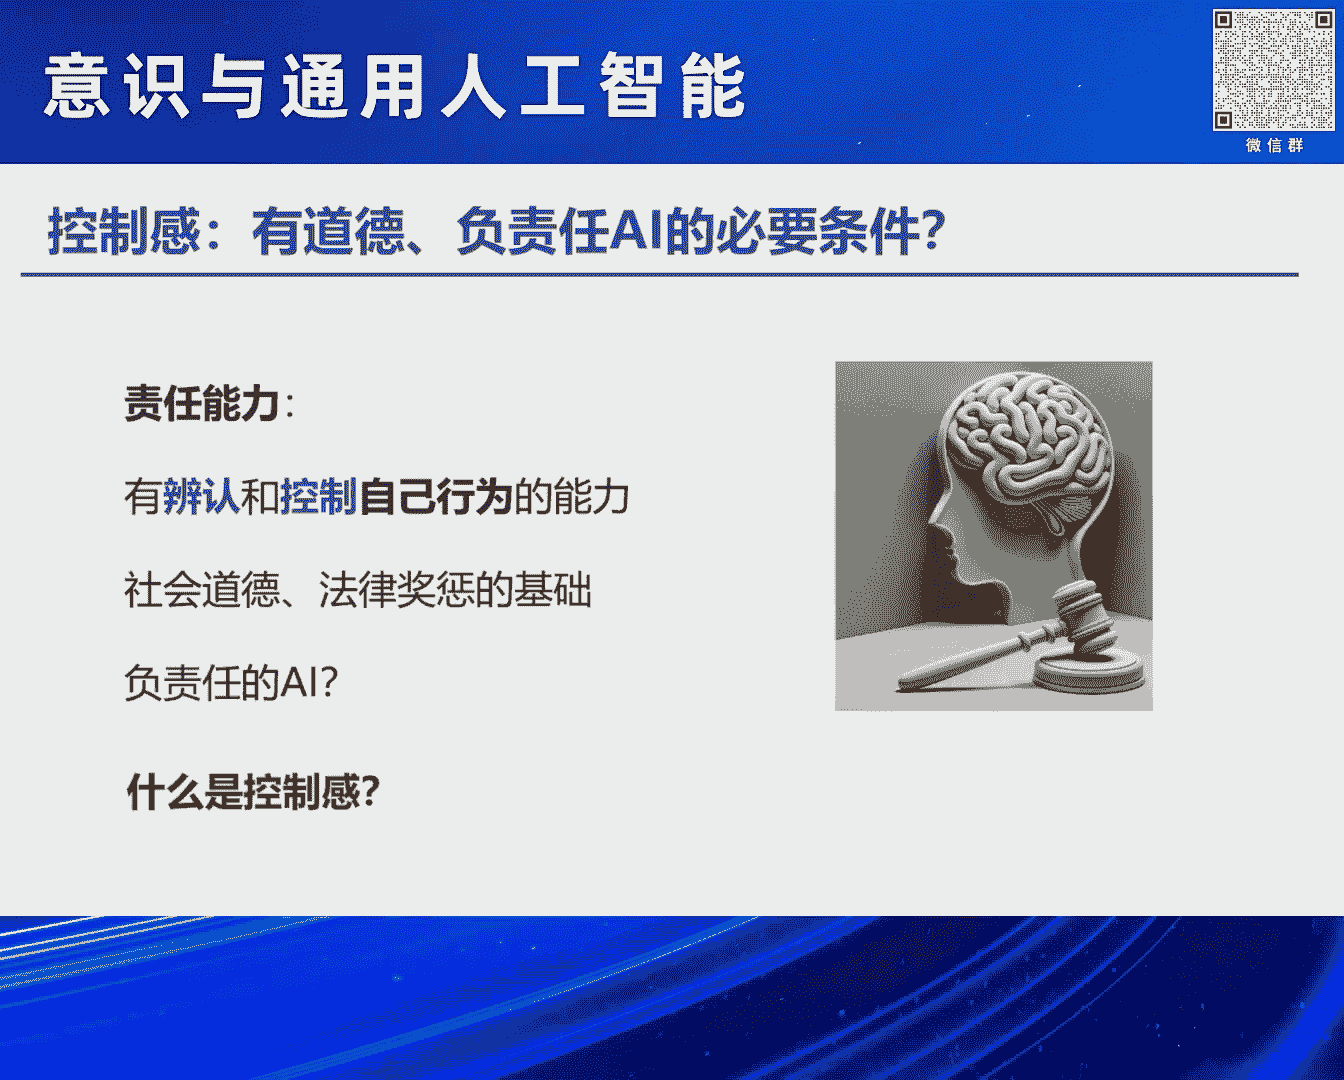 意识与通用人工智能
微信群
控制感：有道德、负责任AI的必要条件？
责任能力：
有辨认和控制自己行为的能力
社会道德、法律奖惩的基础
负责任的AI？
什么是控制感？